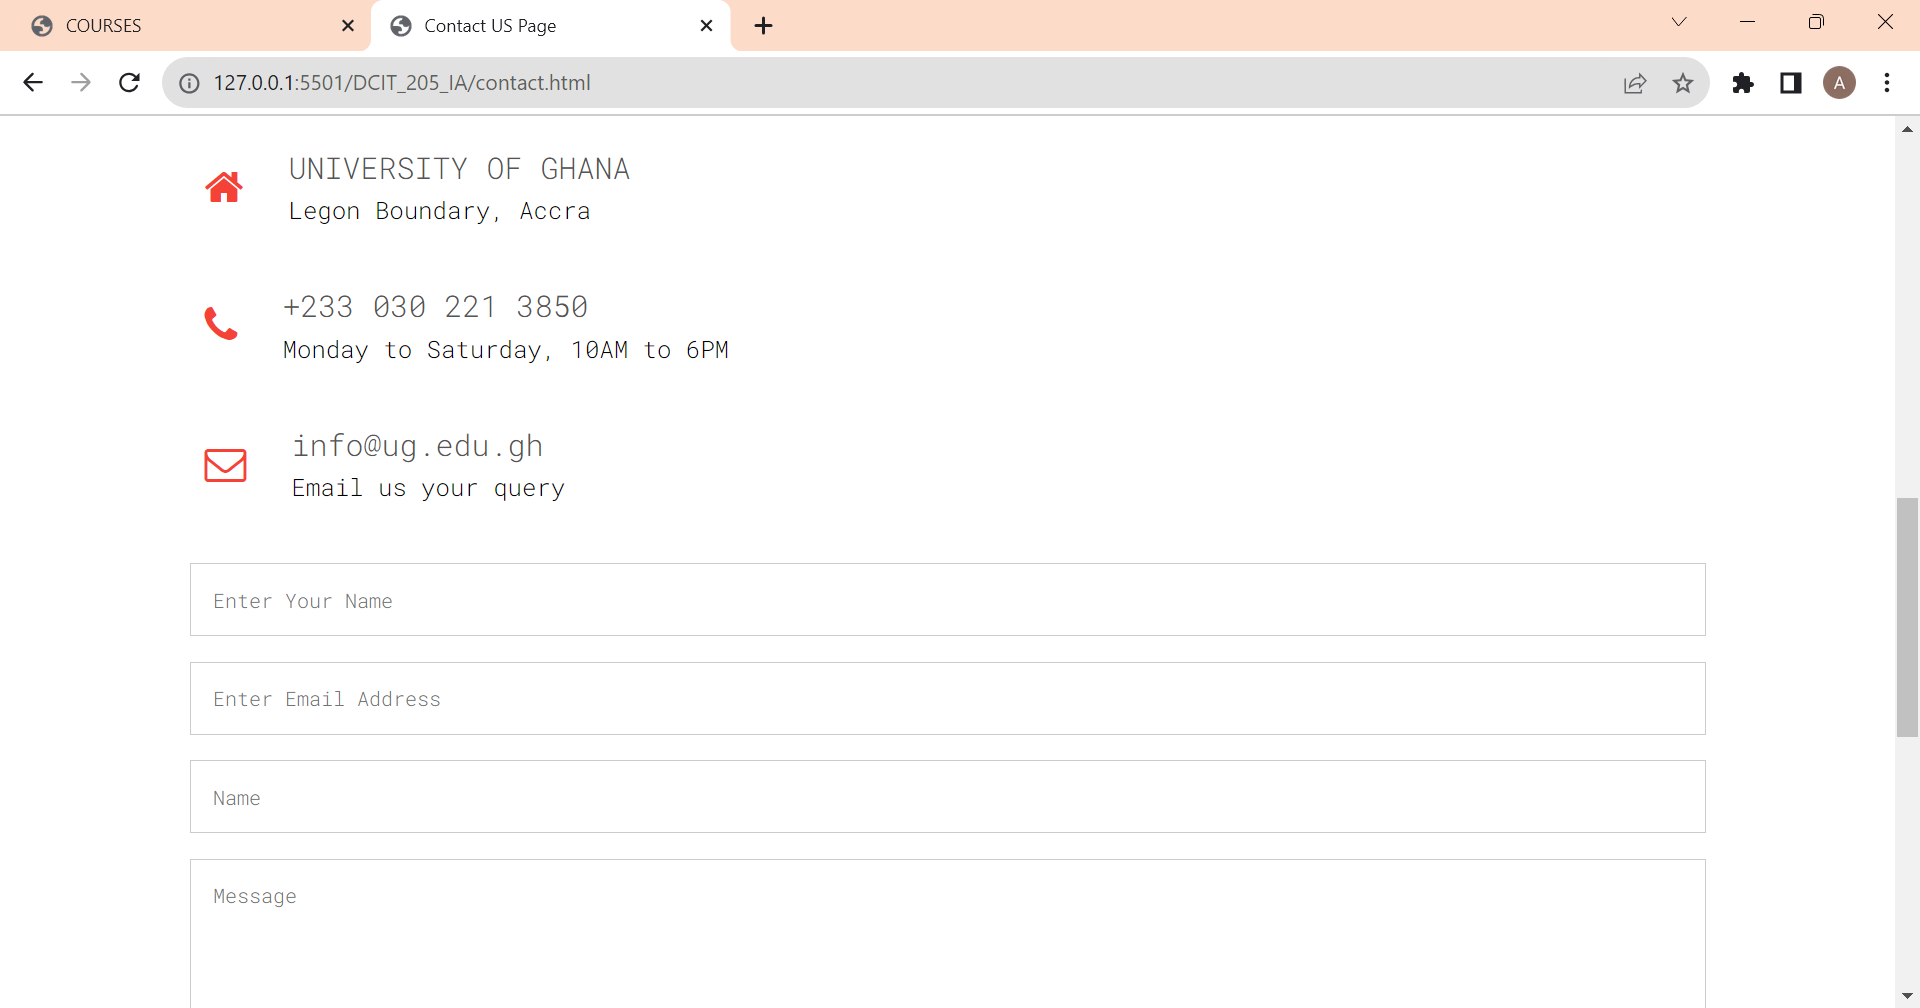 COURSES
Contact US Page
127.0.0.1:5501/DCIT_205_IA/contact.html
A
UNIVERSITY OF GHANA
Legon Boundary, Accra
+233 030 221 3850
Monday to Saturday, 10AM to 6PM
info@ug.edu.gh
Email us your query
Enter Your Name
Enter Email Address
Name
Message